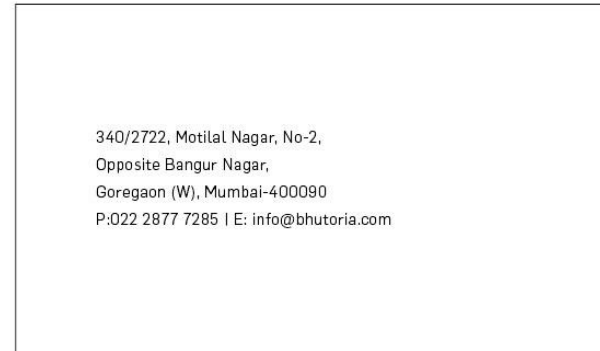 340/2722, Motilal Nagar, No-2,
Opposite Bangur Nagar,
Goregaon (W), Mumbai-400090
P:022 2877 7285 | E: info@bhutoria.com